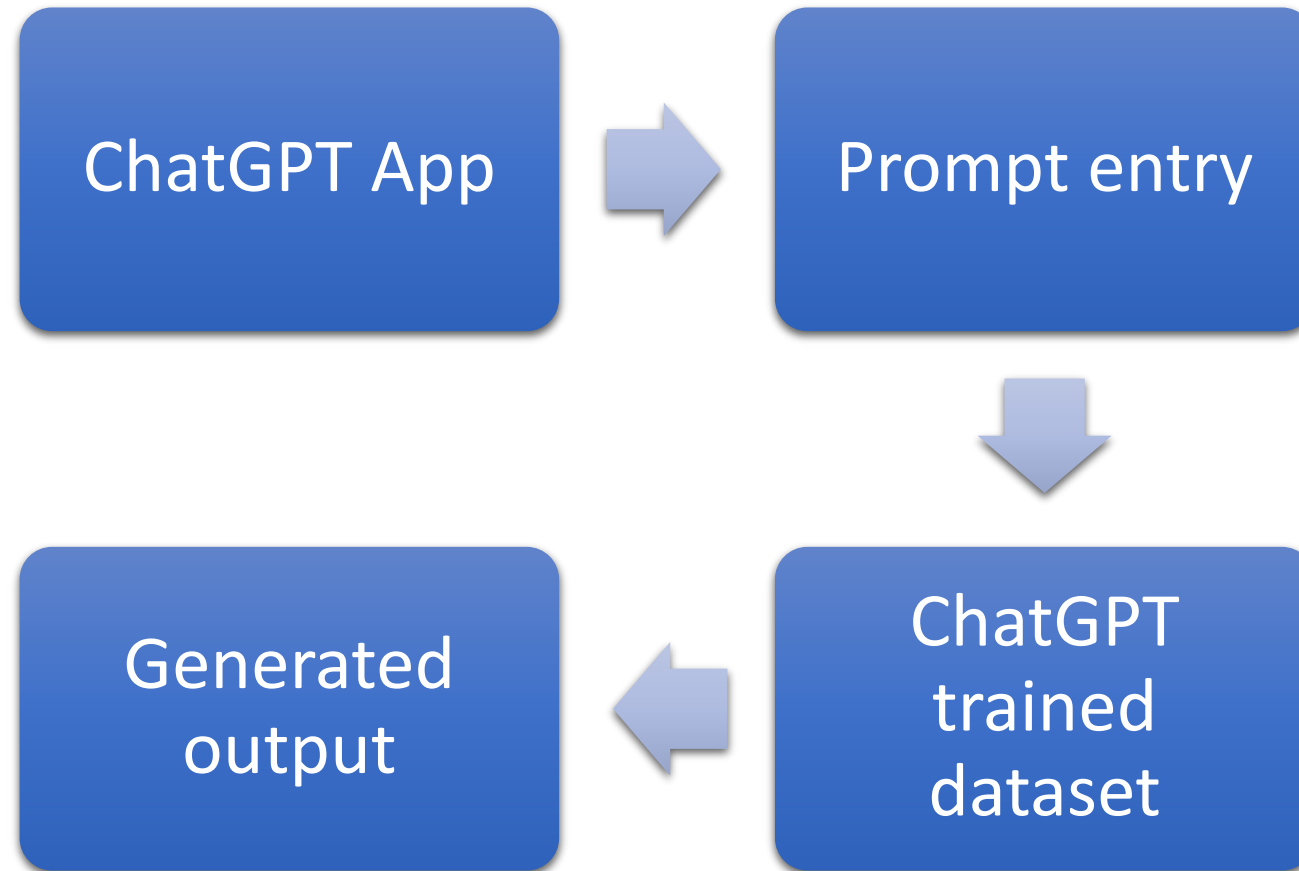 ChatGPT App
Prompt entry
ChatGPT
trained
dataset
Generated
output